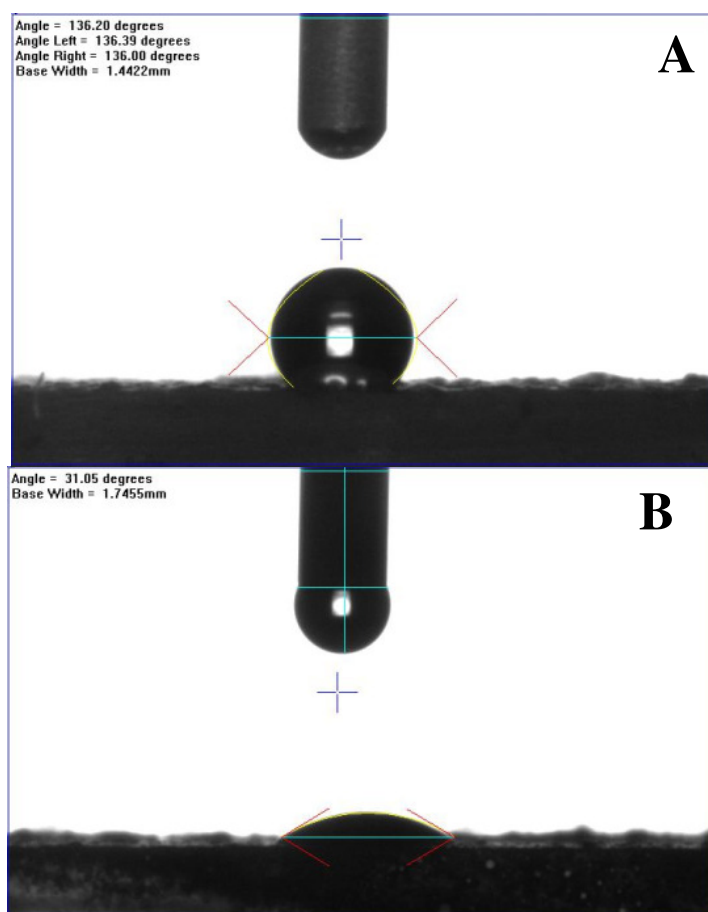 Angle = 136.20 degrees
Angle Left = 136.39 degrees
Angle Right = 136.00 degrees
Base Width = 1.4422mm
A
Angle = 31.05 degrees
Base Width = 1.7455mm
B